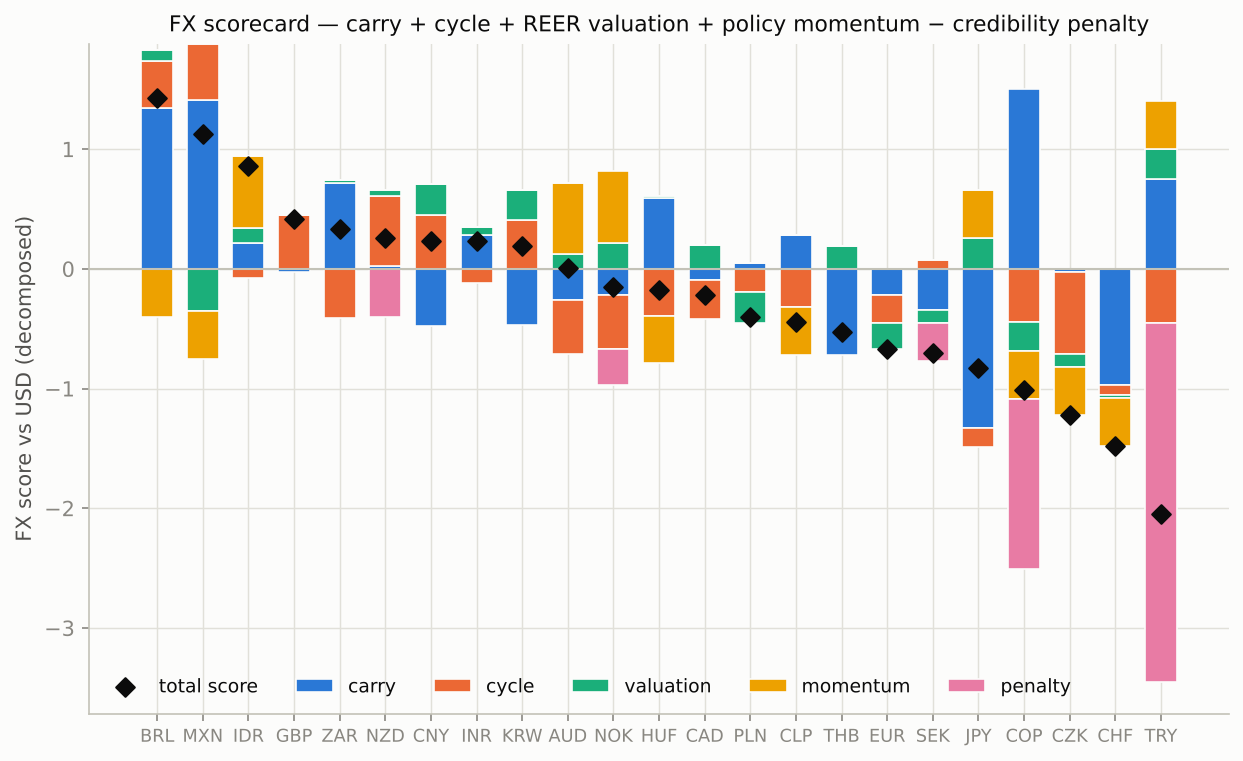 FX scorecard — carry + cycle + REER valuation + policy momentum − credibility penalty
FX score vs USD (decomposed)
1
0
−1
−2
−3
total score carry cycle valuation momentum penalty
BRL MXN IDR GBP ZAR NZD CNY INR KRW AUD NOK HUF CAD PLN CLP THB EUR SEK JPY COP CZK CHF TRY